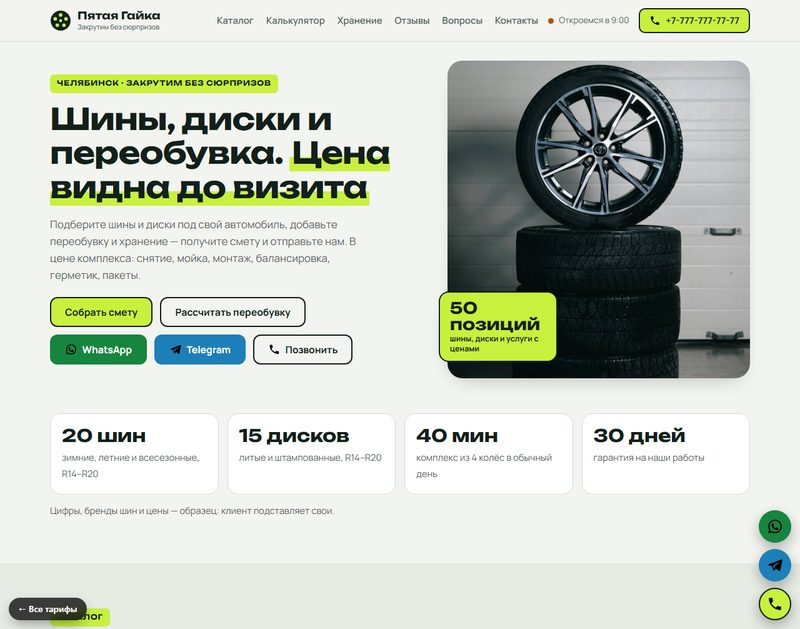 Пятая Гайка
Закрутим без сюрпризов
Каталог Калькулятор Хранение Отзывы Вопросы Контакты
Откроемся в 9:00
+7-777-777-77-77
ЧЕЛЯБИНСК · ЗАКРУТИМ БЕЗ СЮРПРИЗОВ
Шины, диски и
переобувка. Цена
видна до визита
Подберите шины и диски под свой автомобиль, добавьте
переобувку и хранение — получите смету и отправьте нам. В
цене комплекса: снятие, мойка, монтаж, балансировка,
герметик, пакеты.
Собрать смету
Рассчитать переобувку
WhatsApp
Telegram
Позвонить
50
позиций
шины, диски и услуги с
ценами
20 шин
зимние, летние и всесезонные,
R14–R20
15 дисков
литые и штампованные, R14–R20
40 мин
комплекс из 4 колёс в обычный
день
30 дней
гарантия на наши работы
Цифры, бренды шин и цены — образец: клиент подставляет свои.
← Все тарифы